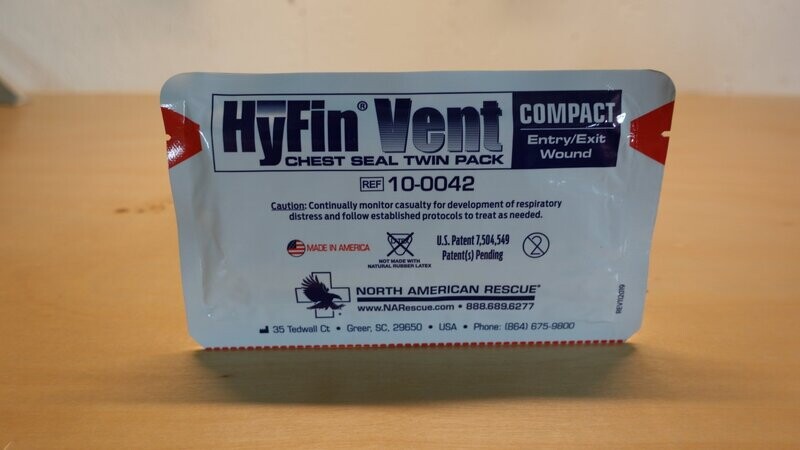 HyFin® Vent
CHEST SEAL TWIN PACK
COMPACT
Entry/Exit
Wound
REF 10-0042
Caution: Continually monitor casualty for development of respiratory
distress and follow established protocols to treat as needed.
MADE IN AMERICA
LATEX
NOT MADE WITH
NATURAL RUBBER LATEX
U.S. Patent 7,504,549
Patent(s) Pending
2
NORTH AMERICAN RESCUE®
www.NARescue.com • 888.689.6277
35 Tedwall Ct • Greer, SC, 29650 • USA • Phone: (864) 675-9800
REV102019